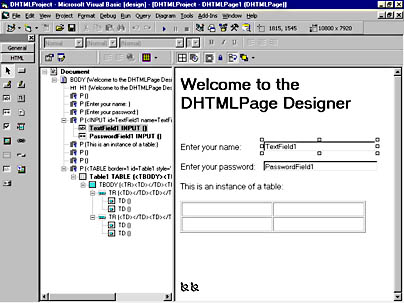 DHTMLProject - Microsoft Visual Basic [design] - [DHTMLProject - DHTMLPage1 (DHTMLPage)]
File Edit View Project Format Debug Run Query Diagram Tools Add-Ins Window Help
1815, 1545
10800 x 7920
General
HTML
(Normal)
(Normal)
Document
BODY (Welcome to the DHTMLPage Desi
H1 H1 (Welcome to the DHTMLPage Des
P ()
P (Enter your name: )
P (Enter your password:)
P (<INPUT id=TextField1 name=TextFi
TextField1 INPUT ()
PasswordField1 INPUT ()
P (This is an instance of a table:)
P ()
P ()
P (<TABLE border=1 id=Table1 style='
Table1 TABLE (<TBODY><T
TBODY (<TR><TD></TD><T
TR (<TD></TD><TD></T
TD ()
TD ()
TR (<TD></TD><TD></T
TD ()
TD ()
Welcome to the
DHTMLPage Designer
Enter your name: TextField1
Enter your password: PasswordField1
This is an instance of a table: